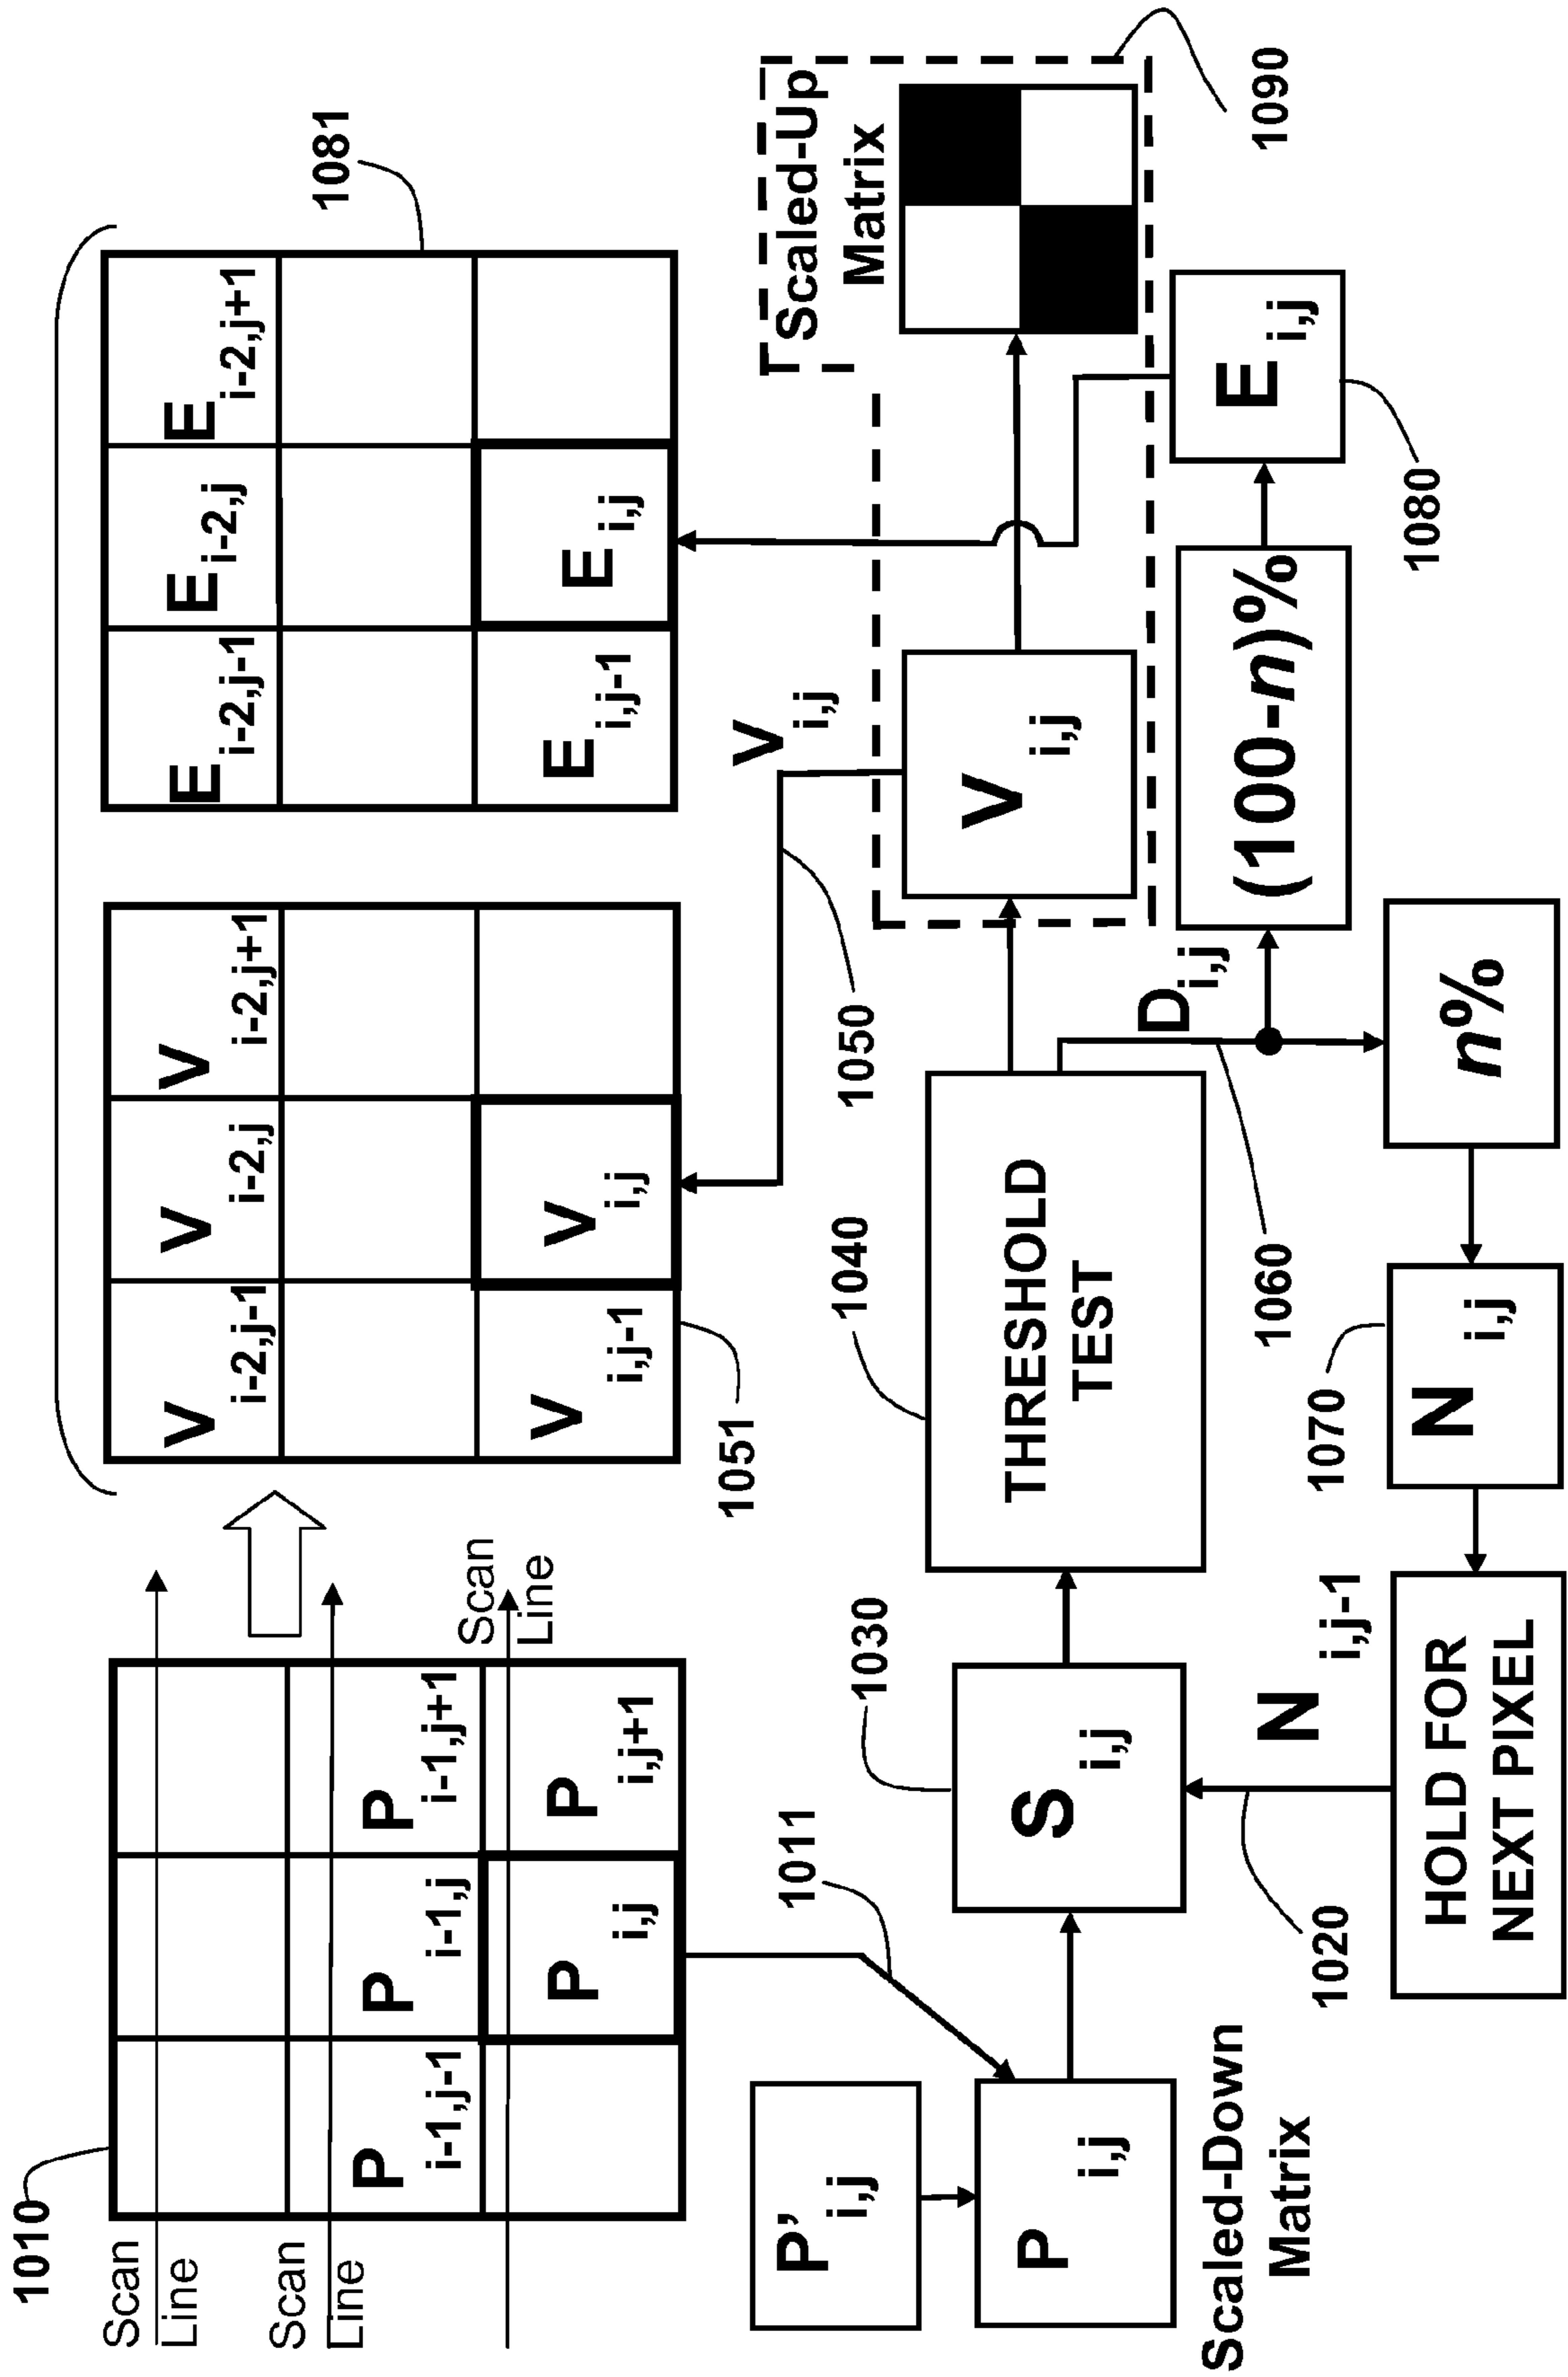 1010
Scan
Line
Scan
Line
P i-1,j-1
P i-1,j
P i-1,j+1
P i,j
P i,j+1
Scan
Line
V i-2,j-1
V i-2,j
V i-2,j+1
V i,j-1
V i,j
1051
E i-2,j-1
E i-2,j
E i-2,j+1
E i,j-1
E i,j
1081
P' i,j
P i,j
Scaled-Down
Matrix
1011
S i,j
1030
1020
N i,j-1
THRESHOLD
TEST
1040
1050
V i,j
V i,j
Scaled-Up
Matrix
1090
D i,j
1060
(100-n)%
E i,j
1080
n%
N i,j
1070
HOLD FOR
NEXT PIXEL